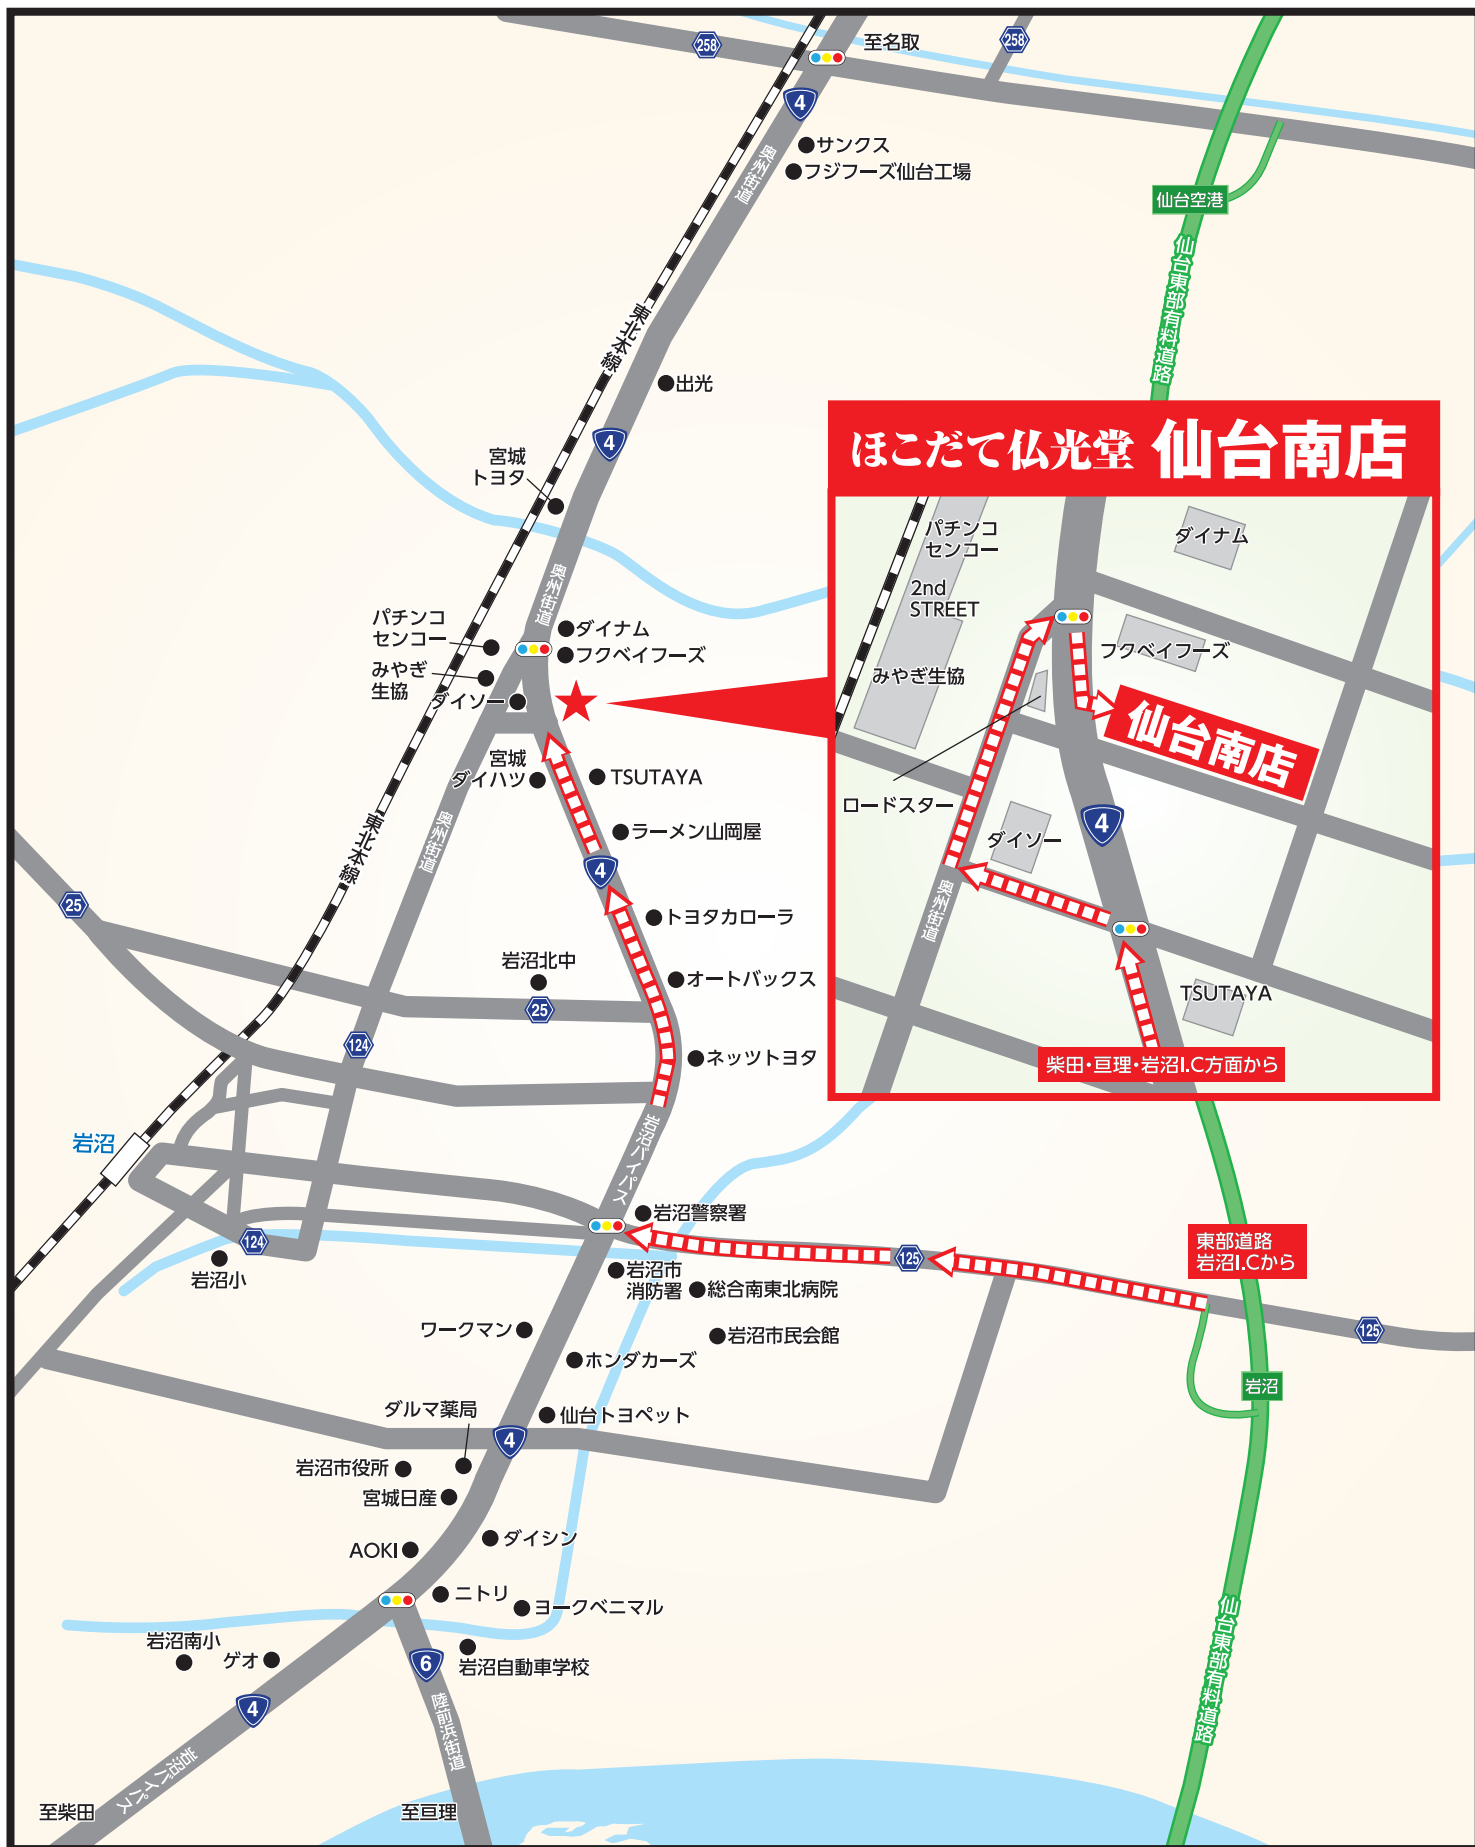 258
至名取
258
4
サンクス
フジフーズ仙台工場
奥州街道
仙台空港
仙台東部有料道路
東北本線
出光
4
宮城
トヨタ
ほこだて仏光堂 仙台南店
パチンコ
センコー
ダイナム
2nd
STREET
フクベイフーズ
みやぎ生協
仙台南店
ロードスター
ダイソー
4
奥州街道
TSUTAYA
柴田・亘理・岩沼I.C方面から
奥州街道
パチンコ
センコー
ダイナム
フクベイフーズ
みやぎ
生協
ダイソー
宮城
ダイハツ
TSUTAYA
東北本線
奥州街道
ラーメン山岡屋
4
25
トヨタカローラ
岩沼北中
オートバックス
25
124
ネッツトヨタ
岩沼
岩沼バイパス
岩沼警察署
124
岩沼小
125
東部道路
岩沼I.Cから
岩沼市
消防署
総合南東北病院
ワークマン
岩沼市民会館
125
ホンダカーズ
岩沼
ダルマ薬局
仙台トヨペット
4
岩沼市役所
宮城日産
ダイシン
AOKI
ニトリ
ヨークベニマル
仙台東部有料道路
岩沼南小
ゲオ
岩沼自動車学校
6
4
陸前浜街道
岩沼バイパス
至柴田
至亘理